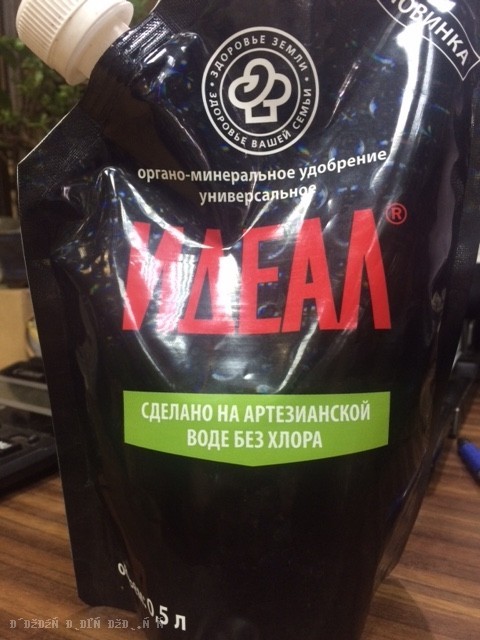 НОВИНКА
ЗДОРОВЬЕ ЗЕМЛИ
ЗДОРОВЬЕ ВАШЕЙ СЕМЬИ
органо-минеральное удобрение
универсальное
ИДЕАЛ®
СДЕЛАНО НА АРТЕЗИАНСКОЙ
ВОДЕ БЕЗ ХЛОРА
0,5 л